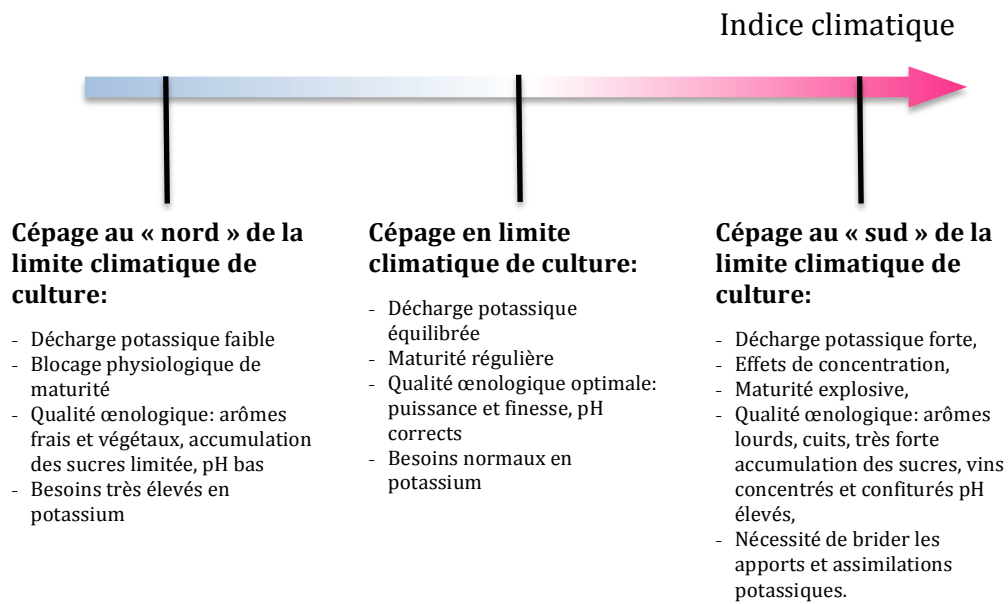 Indice climatique
Cépage au « nord » de la
limite climatique de
culture:
- Décharge potassique faible
- Blocage physiologique de
maturité
- Qualité œnologique: arômes
frais et végétaux, accumulation
des sucres limitée, pH bas
- Besoins très élevés en
potassium
Cépage en limite
climatique de culture:
- Décharge potassique
équilibrée
- Maturité régulière
- Qualité œnologique optimale:
puissance et finesse, pH
corrects
- Besoins normaux en
potassium
Cépage au « sud » de la
limite climatique de
culture:
- Décharge potassique forte,
- Effets de concentration,
- Maturité explosive,
- Qualité œnologique: arômes
lourds, cuits, très forte
accumulation des sucres, vins
concentrés et confiturés pH
élevés,
- Nécessité de brider les
apports et assimilations
potassiques.